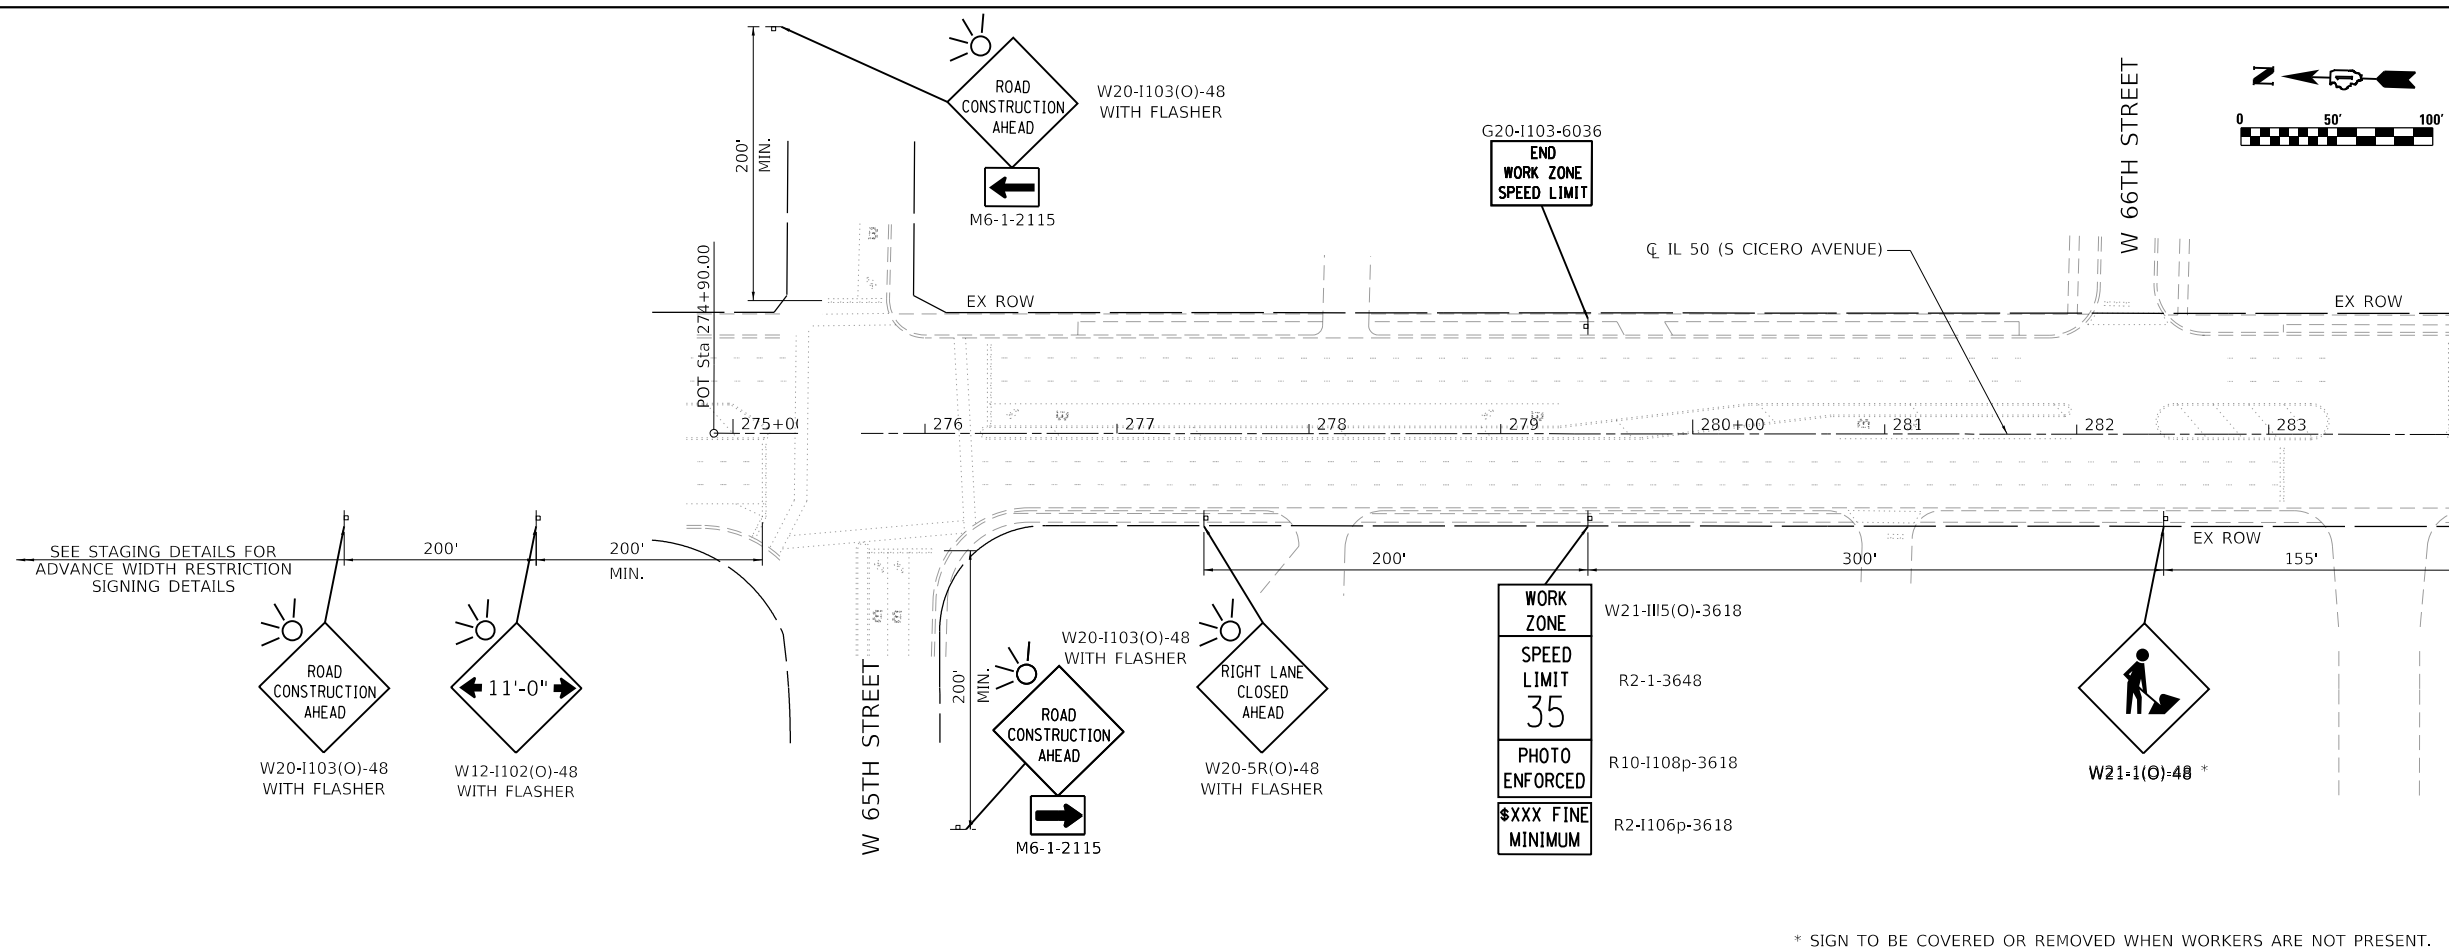 ROAD
CONSTRUCTION
AHEAD
W20-I103(O)-48
WITH FLASHER
M6-1-2115
200'
MIN.
G20-I103-6036
END
WORK ZONE
SPEED LIMIT
W 66TH STREET
N
0 50' 100'
℄ IL 50 (S CICERO AVENUE)
POT Sta 274+90.00
EX ROW
EX ROW
275+00
276
277
278
279
280+00
281
282
283
SEE STAGING DETAILS FOR
ADVANCE WIDTH RESTRICTION
SIGNING DETAILS
200'
200'
MIN.
200'
300'
155'
EX ROW
ROAD
CONSTRUCTION
AHEAD
W20-I103(O)-48
WITH FLASHER
11'-0"
W12-I102(O)-48
WITH FLASHER
W 65TH STREET
200'
MIN.
W20-I103(O)-48
WITH FLASHER
ROAD
CONSTRUCTION
AHEAD
M6-1-2115
RIGHT LANE
CLOSED
AHEAD
W20-5R(O)-48
WITH FLASHER
WORK
ZONE
W21-III5(O)-3618
SPEED
LIMIT
35
R2-1-3648
PHOTO
ENFORCED
R10-I108p-3618
$XXX FINE
MINIMUM
R2-I106p-3618
W21-1(O)-48 *
* SIGN TO BE COVERED OR REMOVED WHEN WORKERS ARE NOT PRESENT.